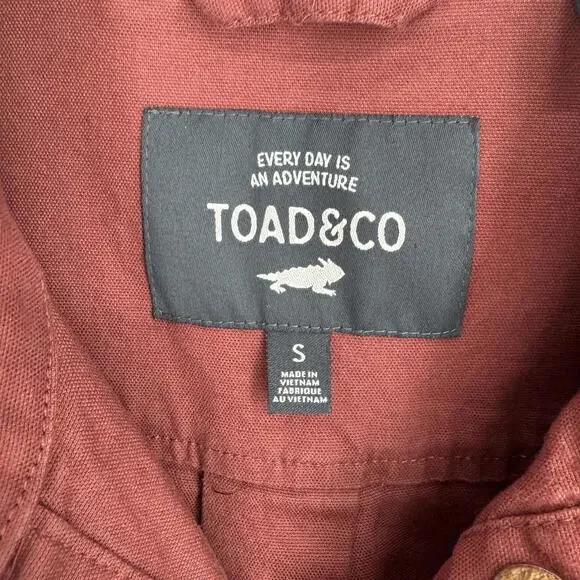 EVERY DAY IS
AN ADVENTURE
TOAD&CO
S
MADE IN
VIETNAM
FABRIQUE
AU VIETNAM